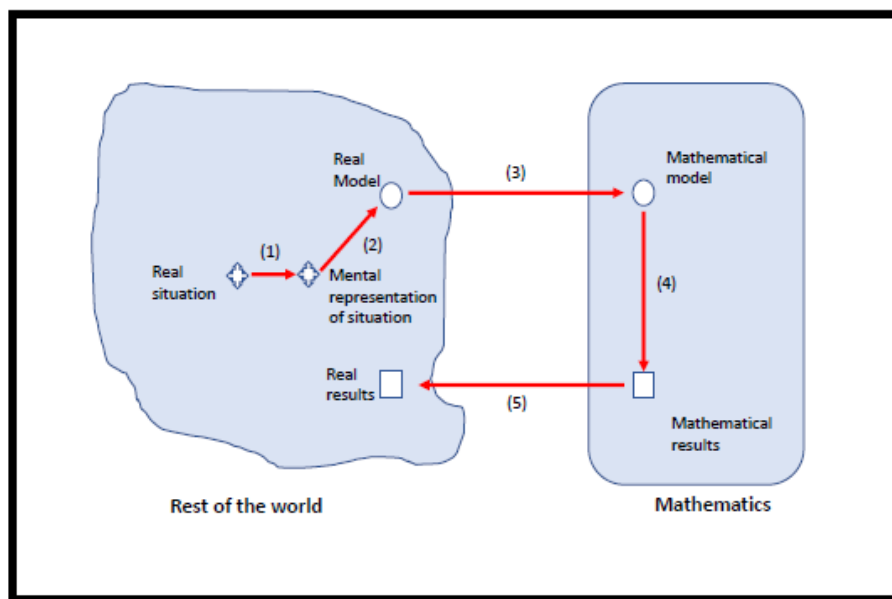 Real
Model
(3)
Mathematical
model
(1)
(2)
Real
situation
Mental
representation
of situation
(4)
Real
results
(5)
Mathematical
results
Rest of the world
Mathematics